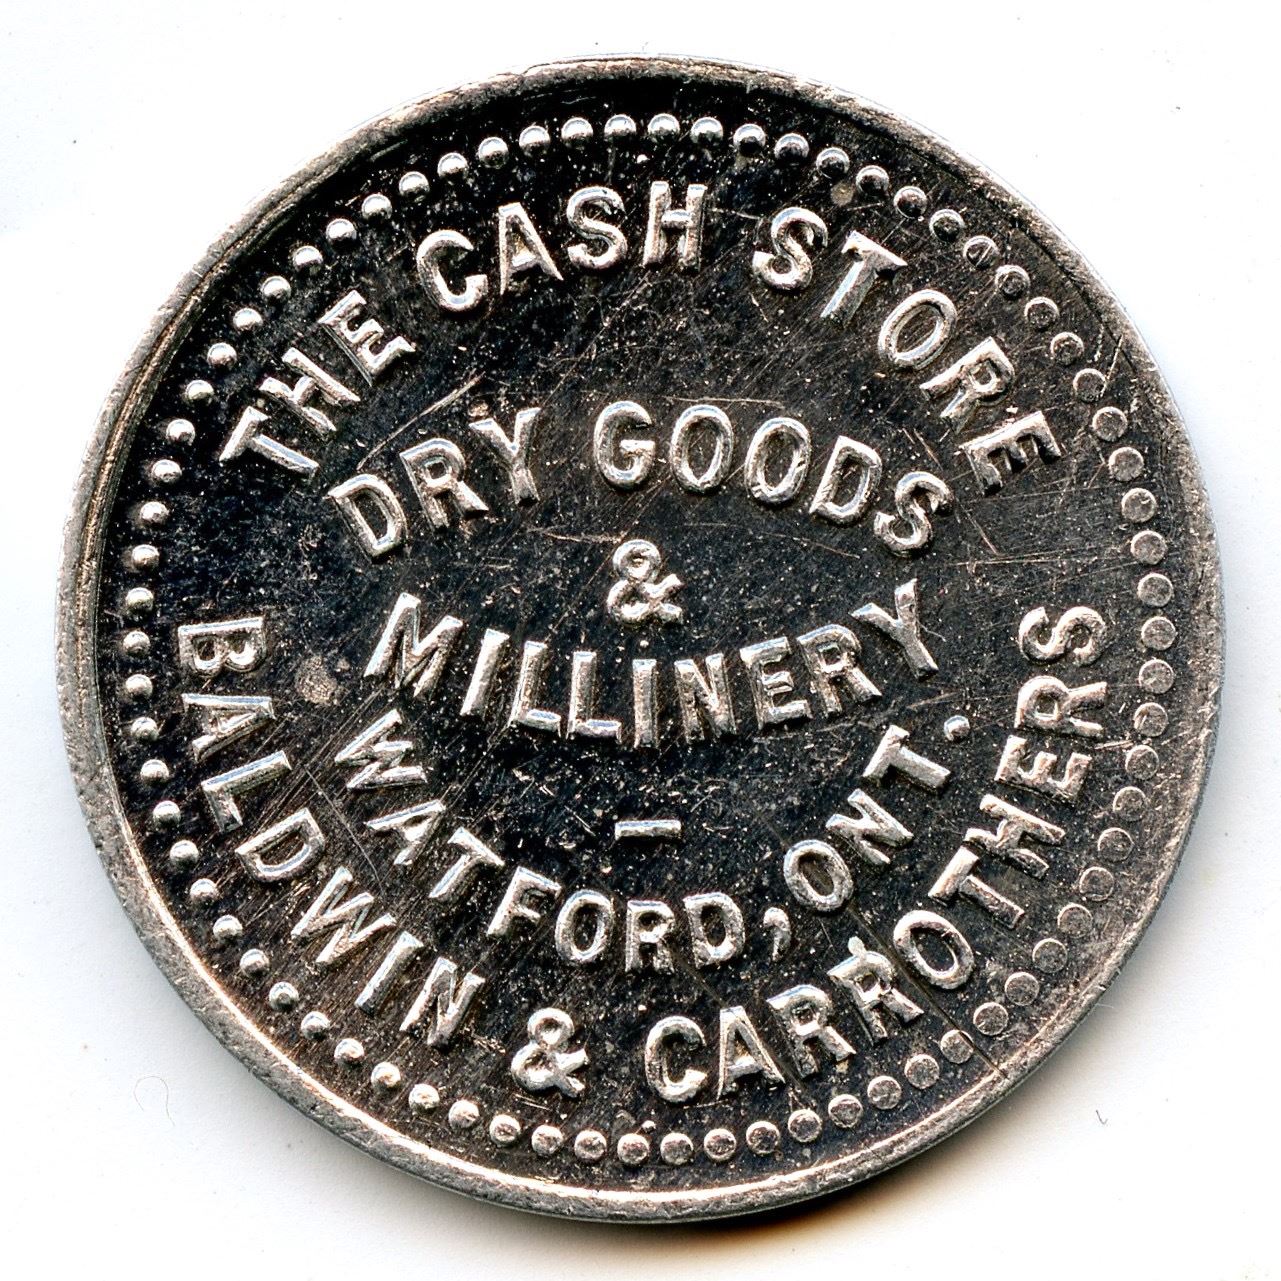 THE CASH STORE
DRY GOODS
&
MILLINERY
—
WATFORD, ONT.
BALDWIN & CARROTHERS